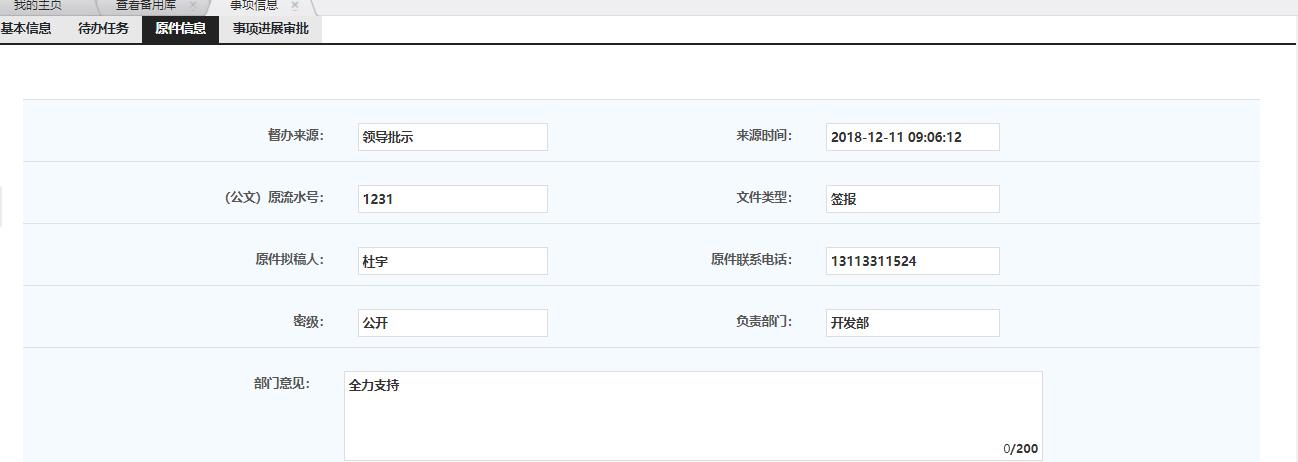 我的主页 查看备用库 × 事项信息 ×
基本信息 待办任务 原件信息 事项进展审批
督办来源： 领导批示 来源时间： 2018-12-11 09:06:12
（公文）原流水号： 1231 文件类型： 签报
原件拟稿人： 杜宇 原件联系电话： 13113311524
密级： 公开 负责部门： 开发部
部门意见： 全力支持
0/200